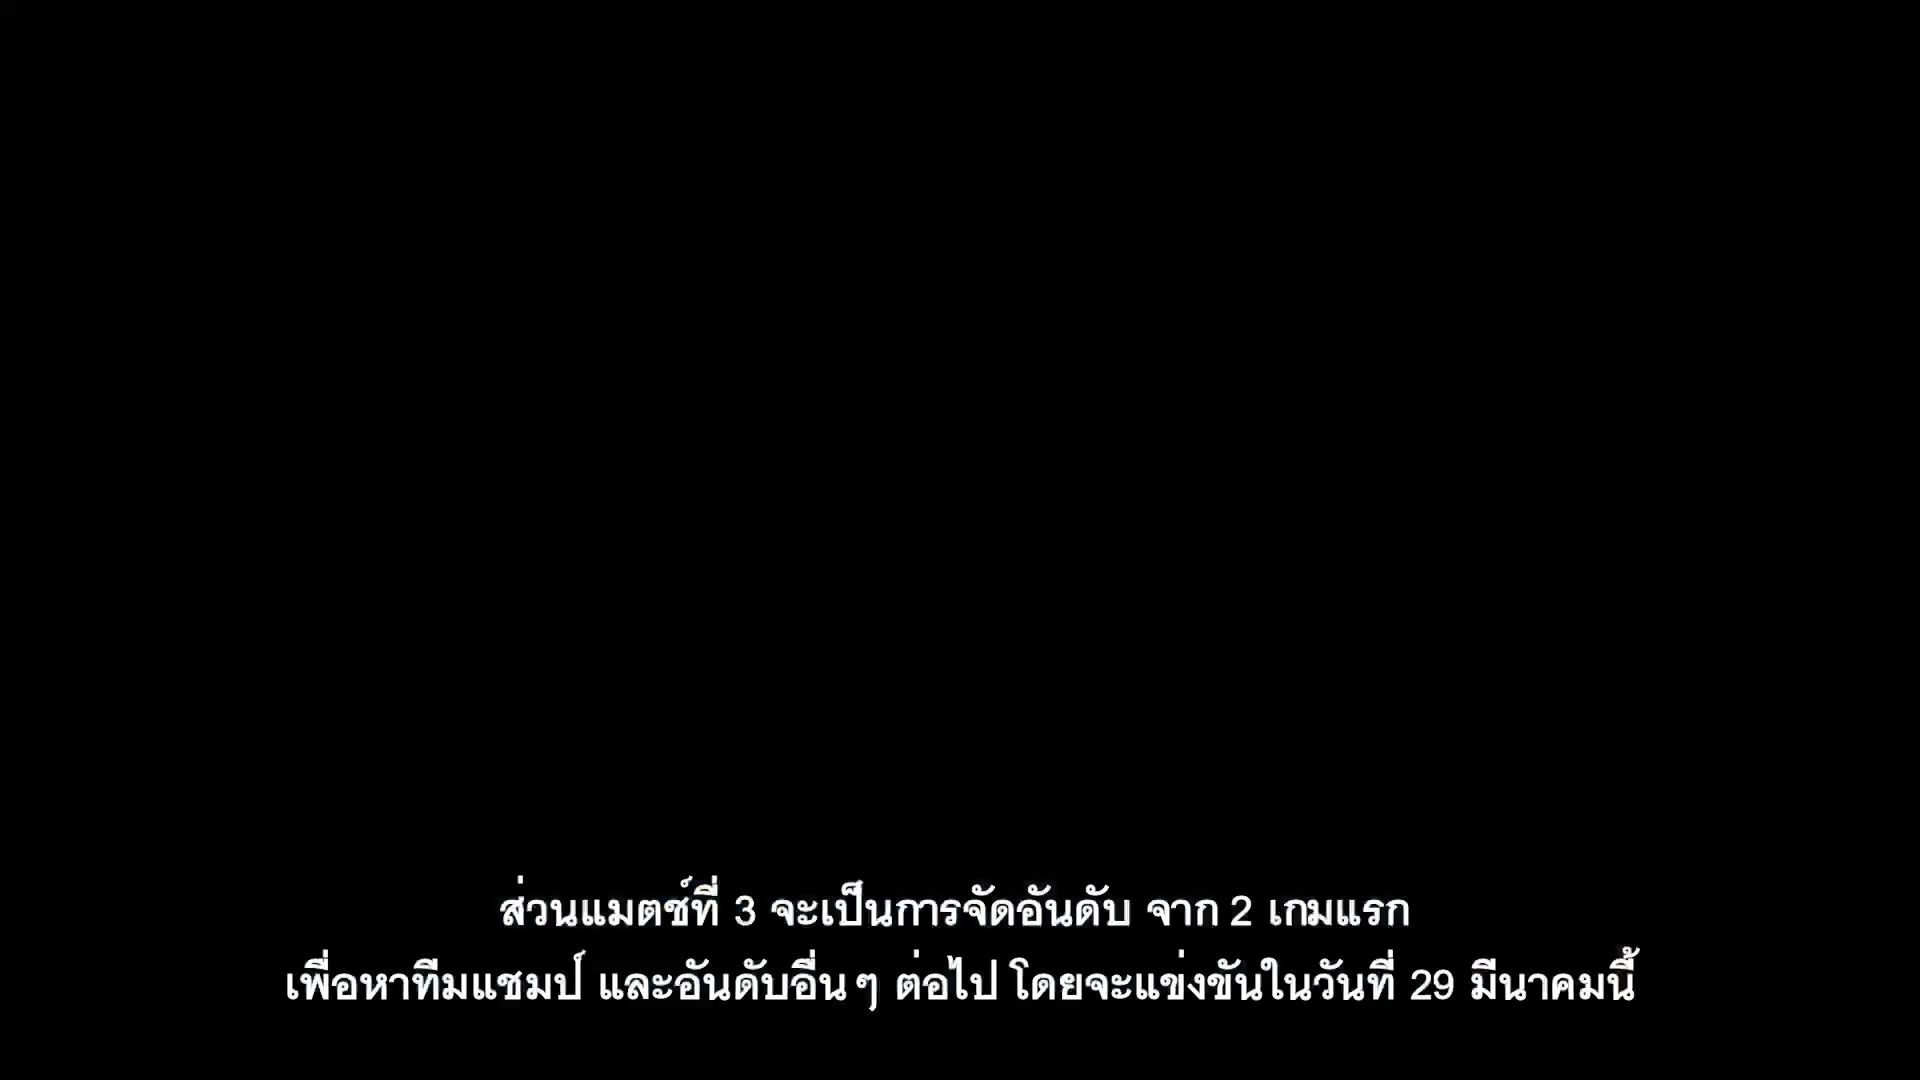 ส่วนแมตช์ที่ 3 จะเป็นการจัดอันดับ จาก 2 เกมแรก
เพื่อหาทีมแชมป์ และอันดับอื่นๆ ต่อไป โดยจะแข่งขันในวันที่ 29 มีนาคมนี้